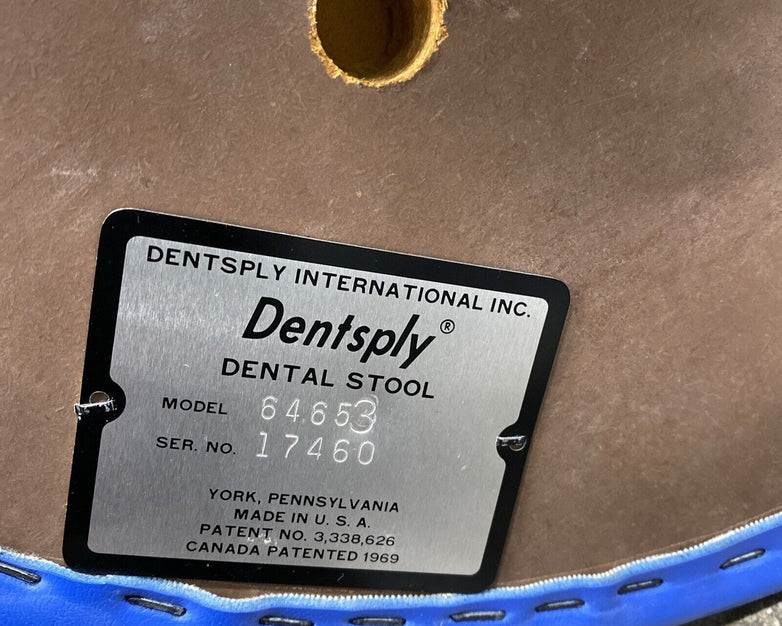 DENTSPLY INTERNATIONAL INC.
Dentsply®
DENTAL STOOL
MODEL 64653
SER. NO. 17460
YORK, PENNSYLVANIA
MADE IN U. S. A.
PATENT NO. 3,338,626
CANADA PATENTED 1969